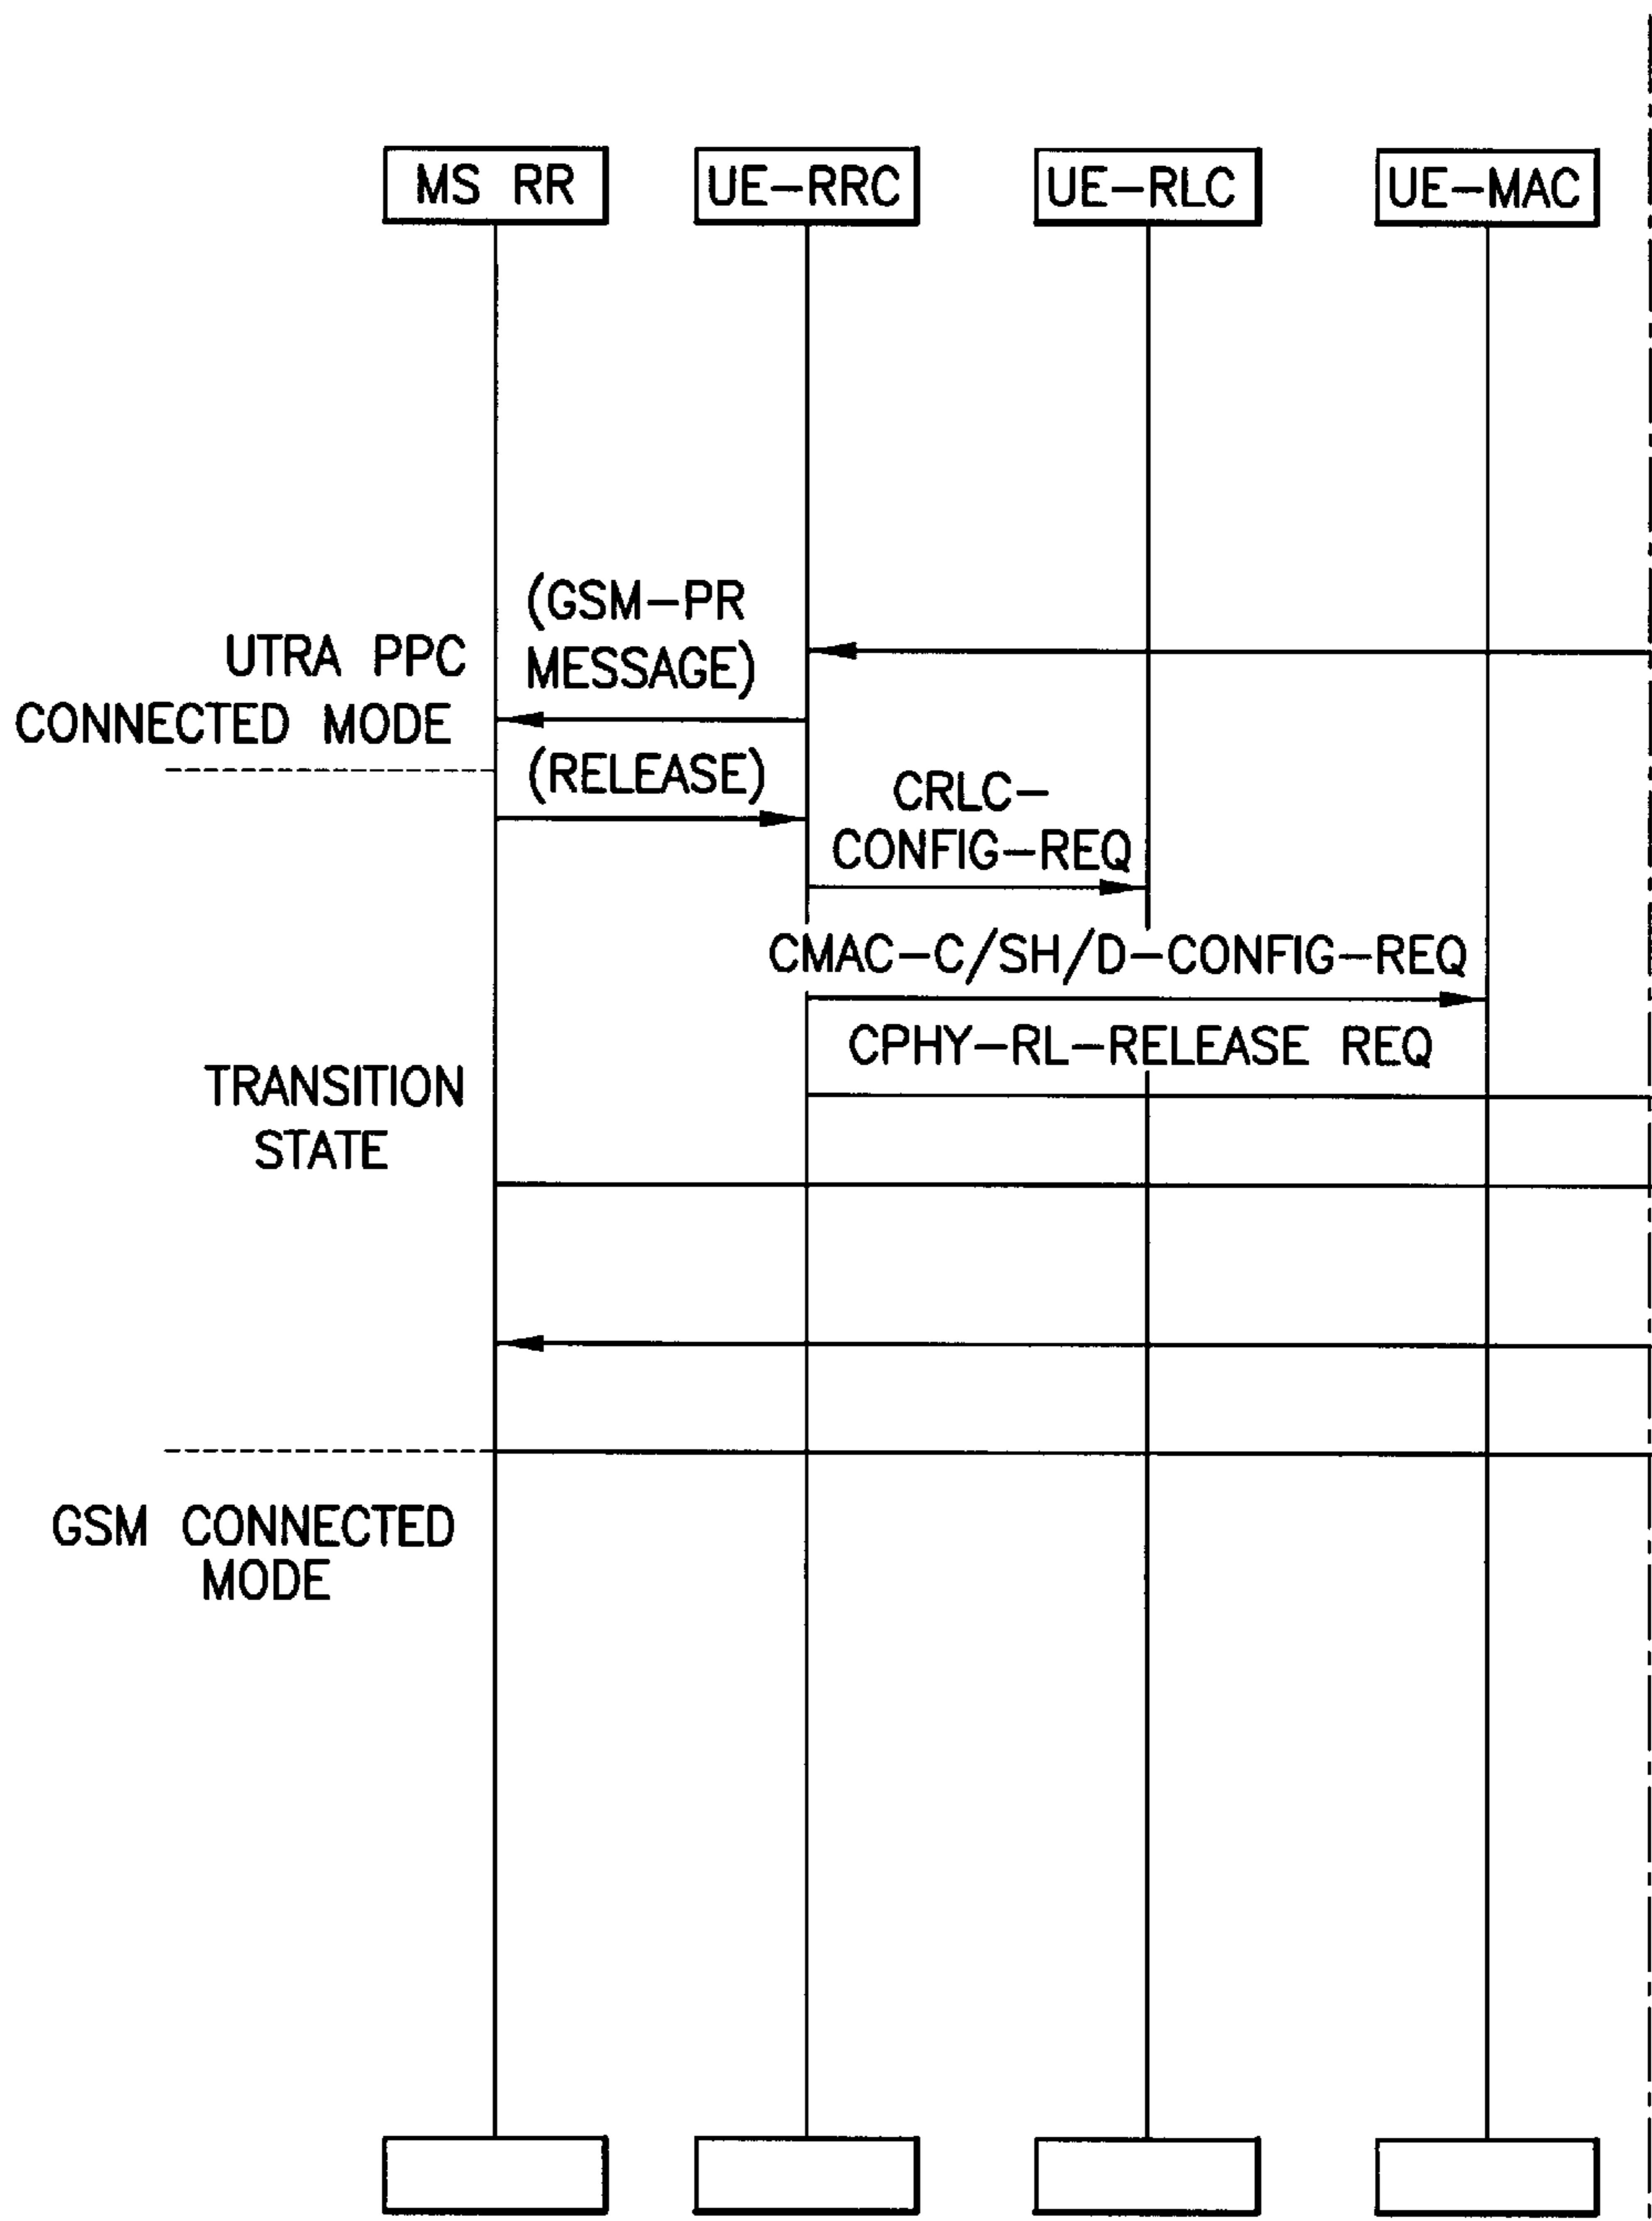 MS RR
UE-RRC
UE-RLC
UE-MAC
(GSM-PR
MESSAGE)
UTRA PPC
CONNECTED MODE
(RELEASE)
CRLC-
CONFIG-REQ
CMAC-C/SH/D-CONFIG-REQ
CPHY-RL-RELEASE REQ
TRANSITION
STATE
GSM CONNECTED
MODE